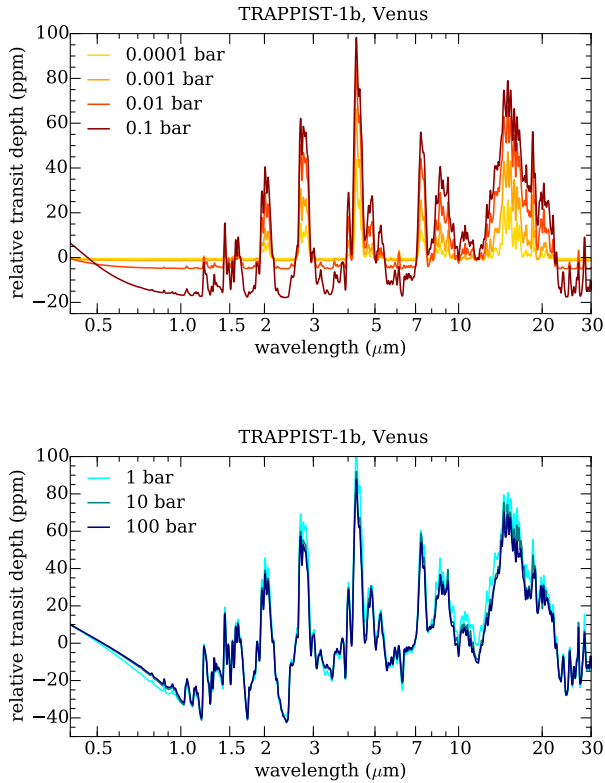 TRAPPIST-1b, Venus
relative transit depth (ppm)
100
80
60
40
20
0
−20
0.0001 bar
0.001 bar
0.01 bar
0.1 bar
0.5 1.0 1.5 2 3 4 5 7 10 20 30
wavelength (μm)
TRAPPIST-1b, Venus
relative transit depth (ppm)
100
80
60
40
20
0
−20
−40
1 bar
10 bar
100 bar
0.5 1.0 1.5 2 3 4 5 7 10 20 30
wavelength (μm)